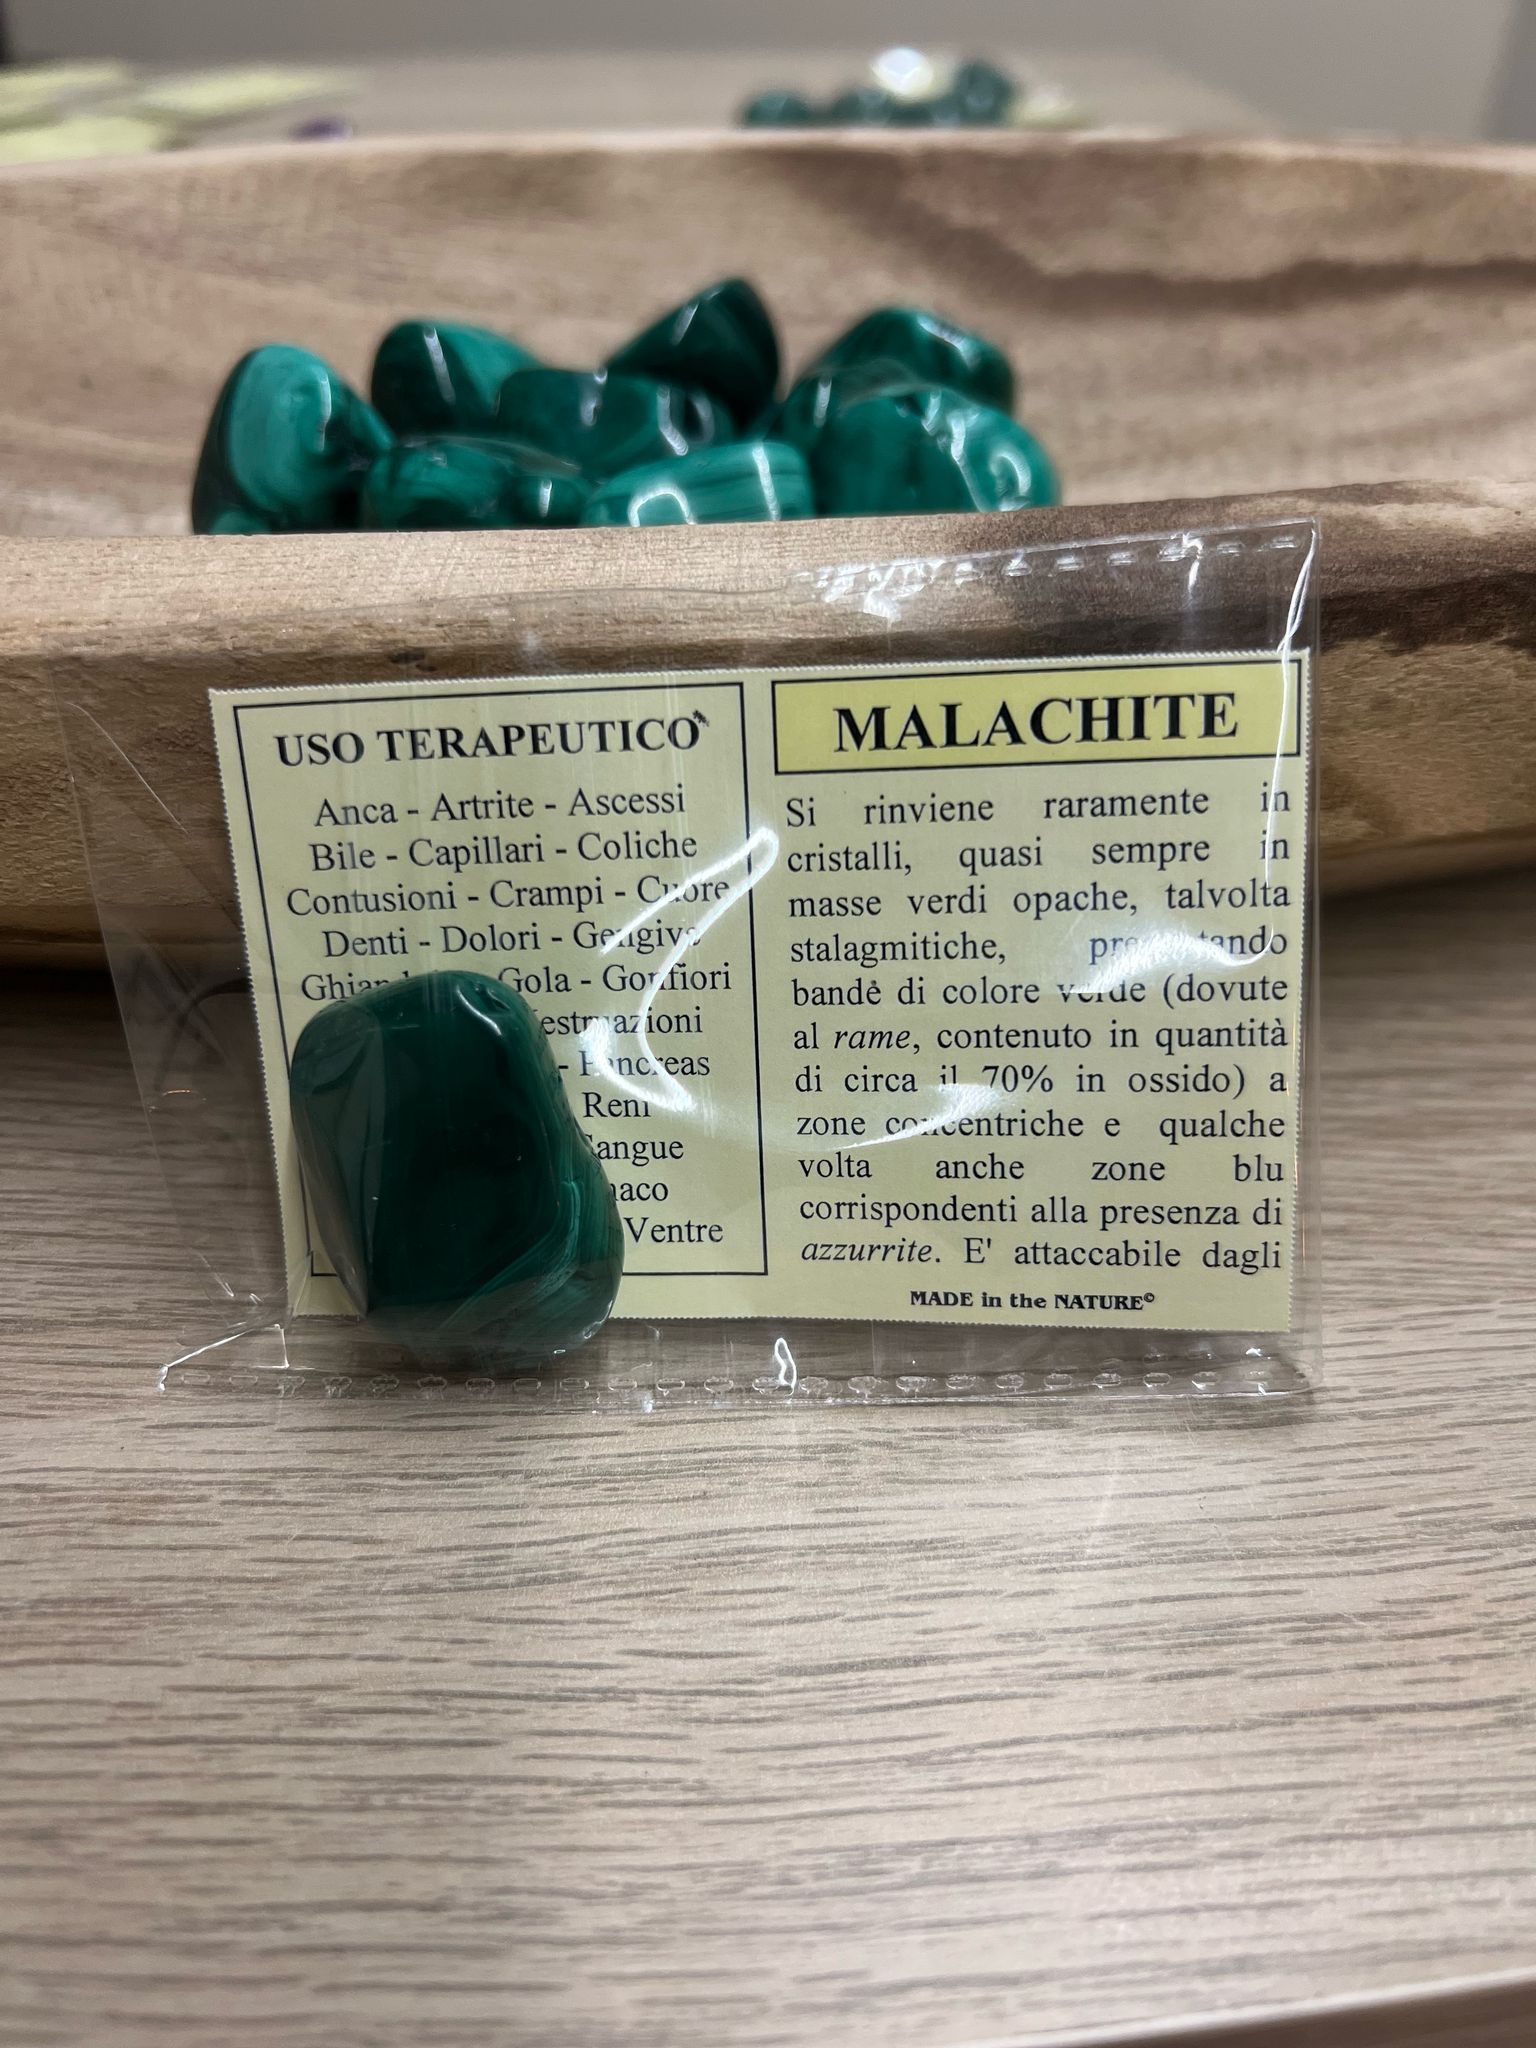 USO TERAPEUTICO
Anca - Artrite - Ascessi
Bile - Capillari - Coliche
Contusioni - Crampi - Cuore
Denti - Dolori - Gengive
Gola - Gonfiori
- Pancreas
Reni
Ventre
MALACHITE
Si rinviene raramente in
cristalli, quasi sempre in
masse verdi opache, talvolta
stalagmitiche, presentando
bande di colore verde (dovute
al rame, contenuto in quantità
di circa il 70% in ossido) a
zone concentriche e qualche
volta anche zone blu
corrispondenti alla presenza di
azzurrite. E' attaccabile dagli
MADE in the NATURE©